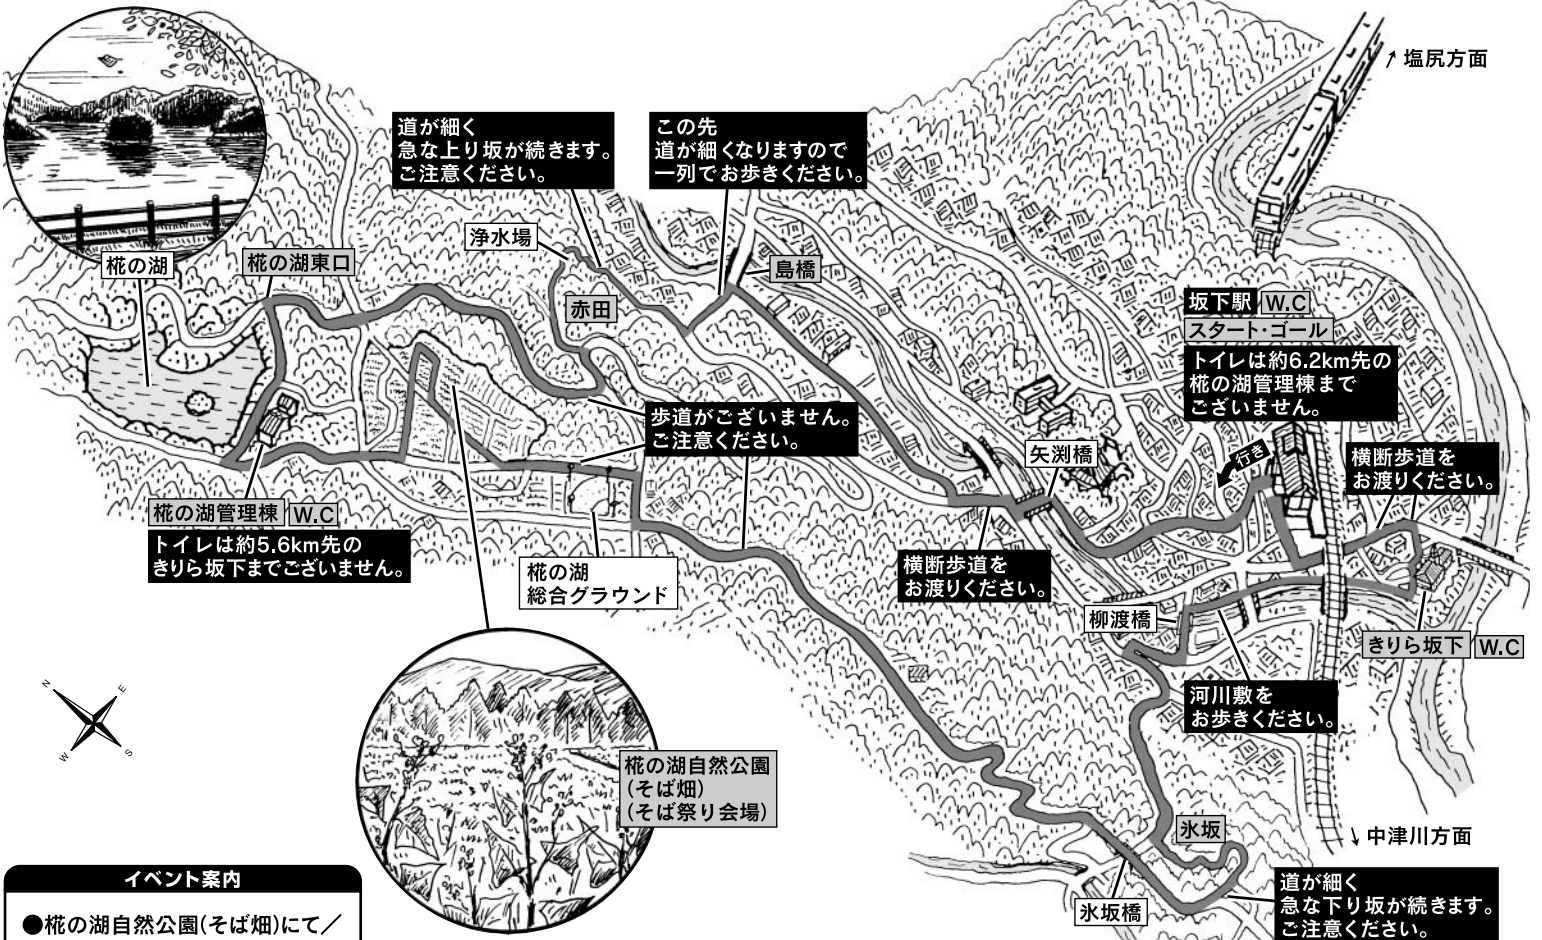 塩尻方面
道が細く
急な上り坂が続きます。
ご注意ください。
この先
道が細くなりますので
一列でお歩きください。
浄水場
椛の湖
椛の湖東口
島橋
赤田
坂下駅 W.C
スタート・ゴール
トイレは約6.2km先の
椛の湖管理棟まで
ございません。
歩道がございません。
ご注意ください。
行き
矢渕橋
横断歩道を
お渡りください。
椛の湖管理棟 W.C
トイレは約5.6km先の
きりら坂下までございません。
椛の湖
総合グラウンド
横断歩道を
お渡りください。
柳渡橋
きりら坂下 W.C
河川敷を
お歩きください。
N
E
W
S
椛の湖自然公園
(そば畑)
(そば祭り会場)
氷坂
中津川方面
氷坂橋
道が細く
急な下り坂が続きます。
ご注意ください。
イベント案内
●椛の湖自然公園(そば畑)にて／